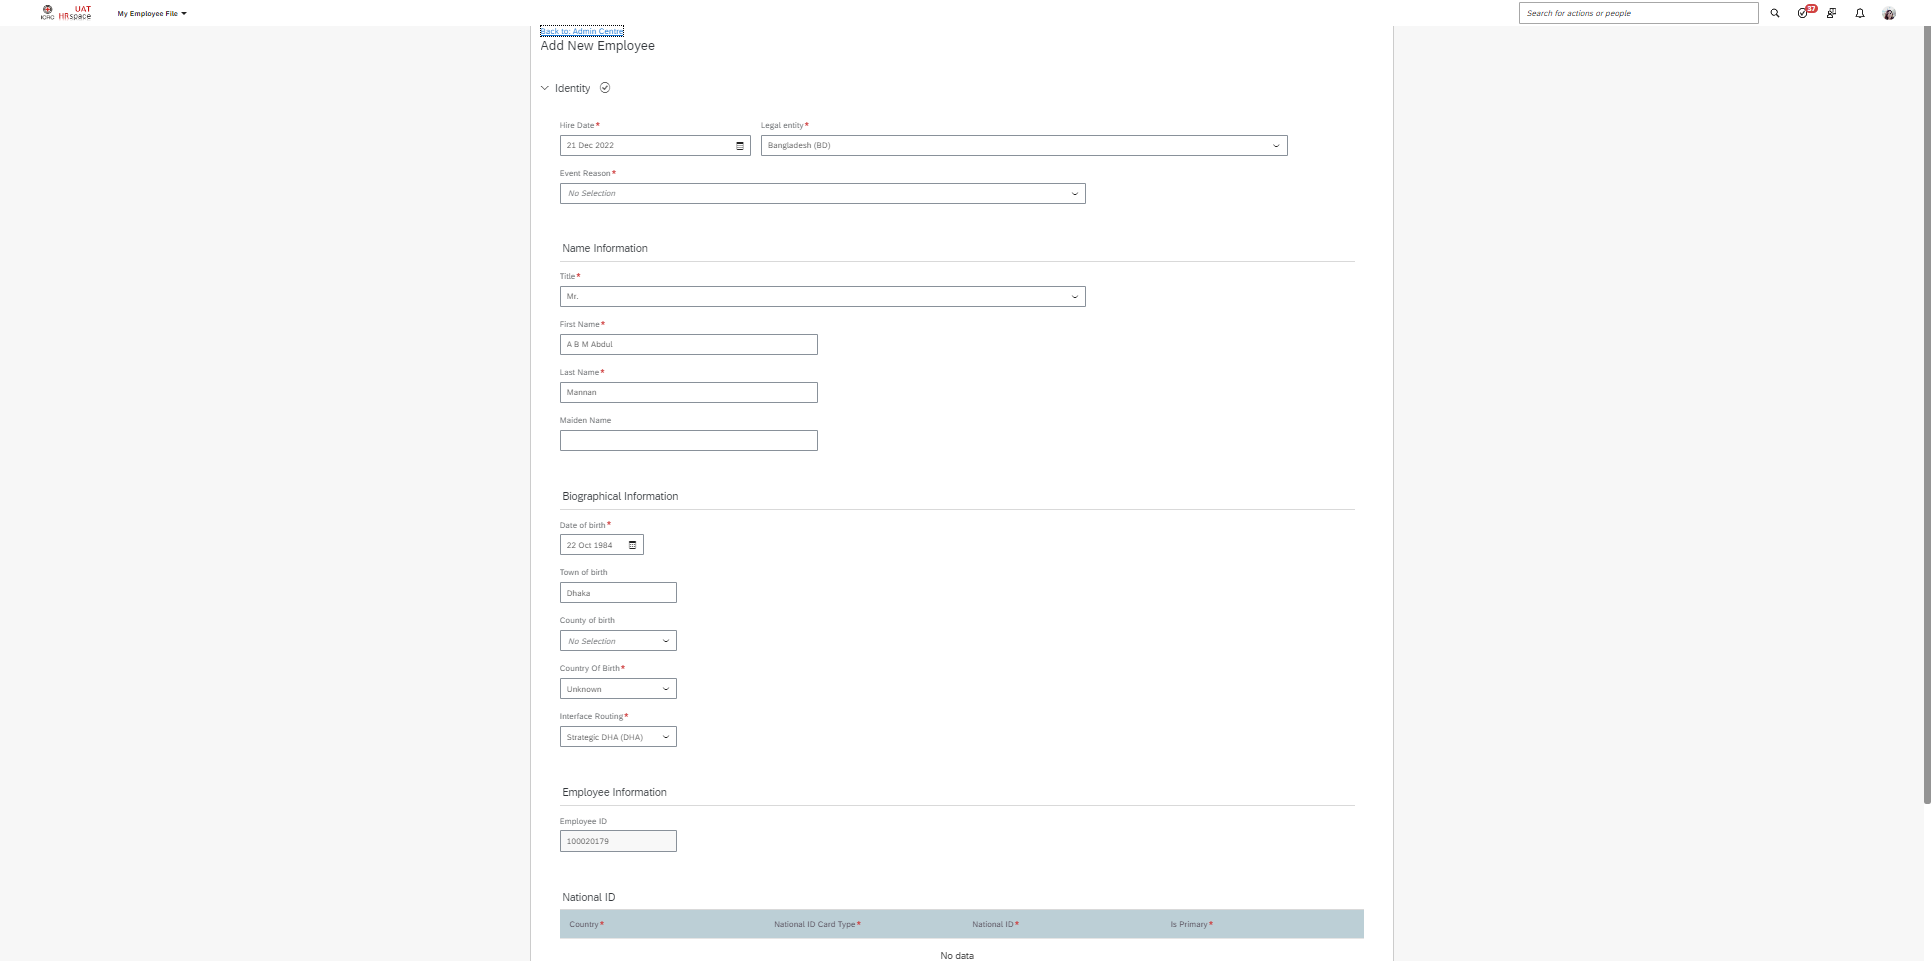 ICRC
UAT
HRspace
My Employee File
Search for actions or people
37
Back to: Admin Centre
Add New Employee
Identity
Hire Date*
Legal entity*
21 Dec 2022
Bangladesh (BD)
Event Reason*
No Selection
Name Information
Title*
Mr.
First Name*
A B M Abdul
Last Name*
Mannan
Maiden Name
Biographical Information
Date of birth*
22 Oct 1984
Town of birth
Dhaka
County of birth
No Selection
Country Of Birth*
Unknown
Interface Routing*
Strategic DHA (DHA)
Employee Information
Employee ID
100020179
National ID
Country* National ID Card Type* National ID* Is Primary*
No data